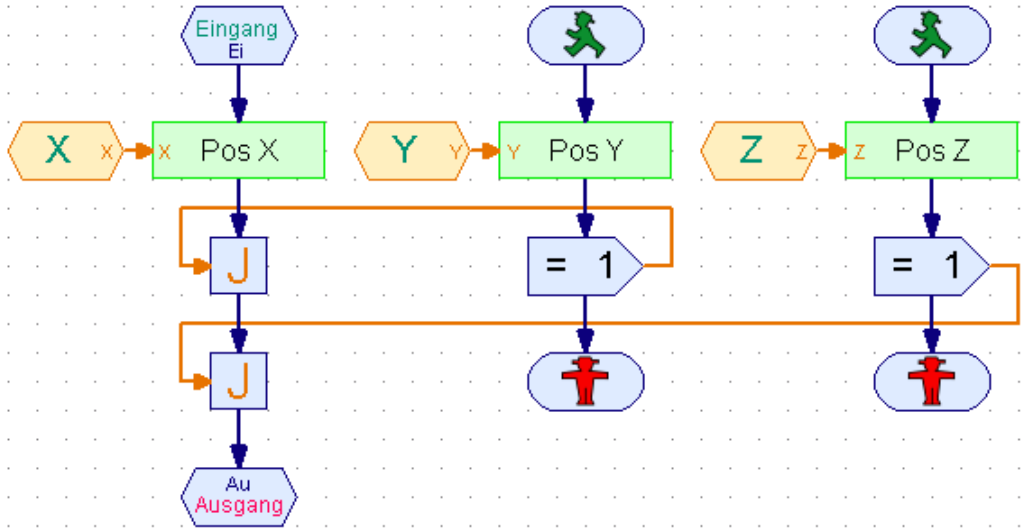 Eingang
Ei
X X X Pos X
Y Y Y Pos Y
Z Z Z Pos Z
J
= 1
= 1
J
Au
Ausgang